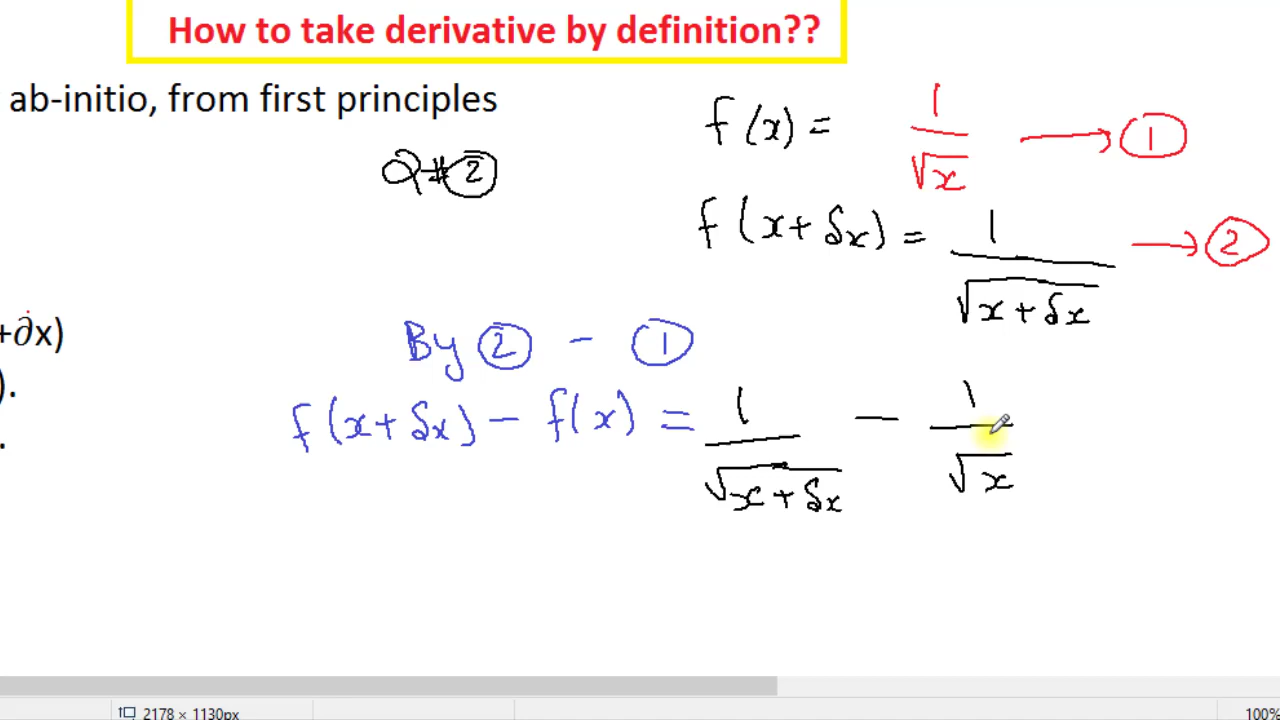 How to take derivative by definition??
ab-initio, from first principles
f(x) = 1/√x → ①
Q#②
f(x+δx) = 1/√(x+δx) → ②
+∂x)
By ② - ①
).
f(x+δx) - f(x) = 1/√(x+δx) - 1/√x
.
2178 × 1130px
100%